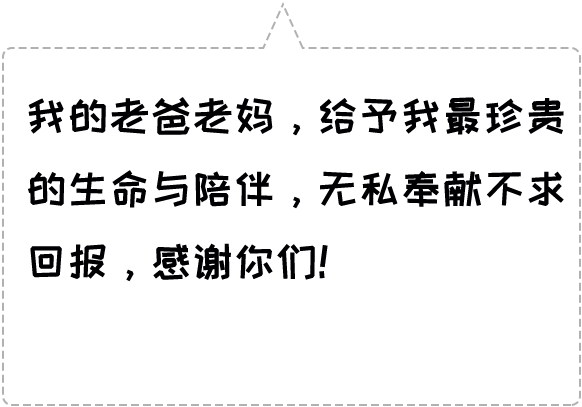 我的老爸老妈，给予我最珍贵
的生命与陪伴，无私奉献不求
回报，感谢你们!